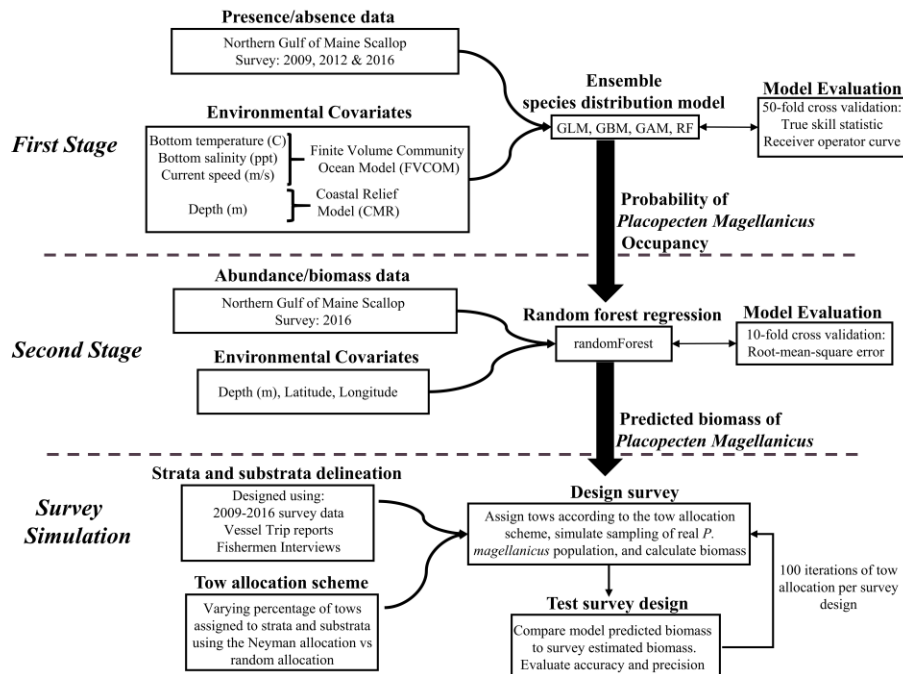 Presence/absence data
Northern Gulf of Maine Scallop
Survey: 2009, 2012 & 2016
Environmental Covariates
Bottom temperature (C)
Bottom salinity (ppt)
Current speed (m/s)
Finite Volume Community
Ocean Model (FVCOM)
Depth (m)
Coastal Relief
Model (CMR)
First Stage
Ensemble
species distribution model
GLM, GBM, GAM, RF
Model Evaluation
50-fold cross validation:
True skill statistic
Receiver operator curve
Probability of
Placopecten Magellanicus
Occupancy
Abundance/biomass data
Northern Gulf of Maine Scallop
Survey: 2016
Second Stage
Environmental Covariates
Depth (m), Latitude, Longitude
Random forest regression
randomForest
Model Evaluation
10-fold cross validation:
Root-mean-square error
Predicted biomass of
Placopecten Magellanicus
Survey
Simulation
Strata and substrata delineation
Designed using:
2009-2016 survey data
Vessel Trip reports
Fishermen Interviews
Tow allocation scheme
Varying percentage of tows
assigned to strata and substrata
using the Neyman allocation vs
random allocation
Design survey
Assign tows according to the tow allocation
scheme, simulate sampling of real P.
magellanicus population, and calculate biomass
Test survey design
Compare model predicted biomass
to survey estimated biomass.
Evaluate accuracy and precision
100 iterations of tow
allocation per survey
design